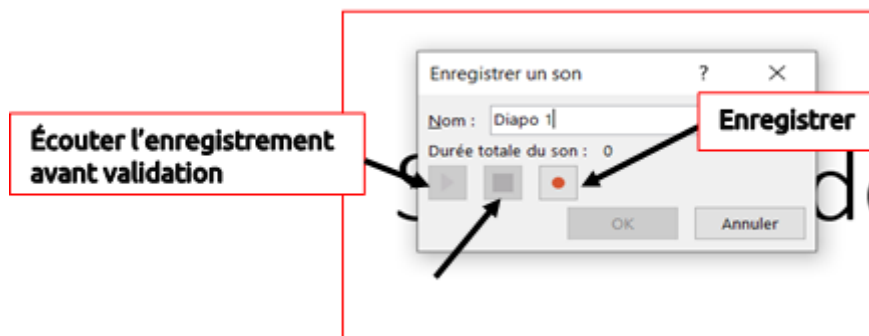 Enregistrer un son ?
Nom : Diapo 1
Enregistrer
Écouter l'enregistrement
avant validation
Durée totale du son : 0
OK Annuler